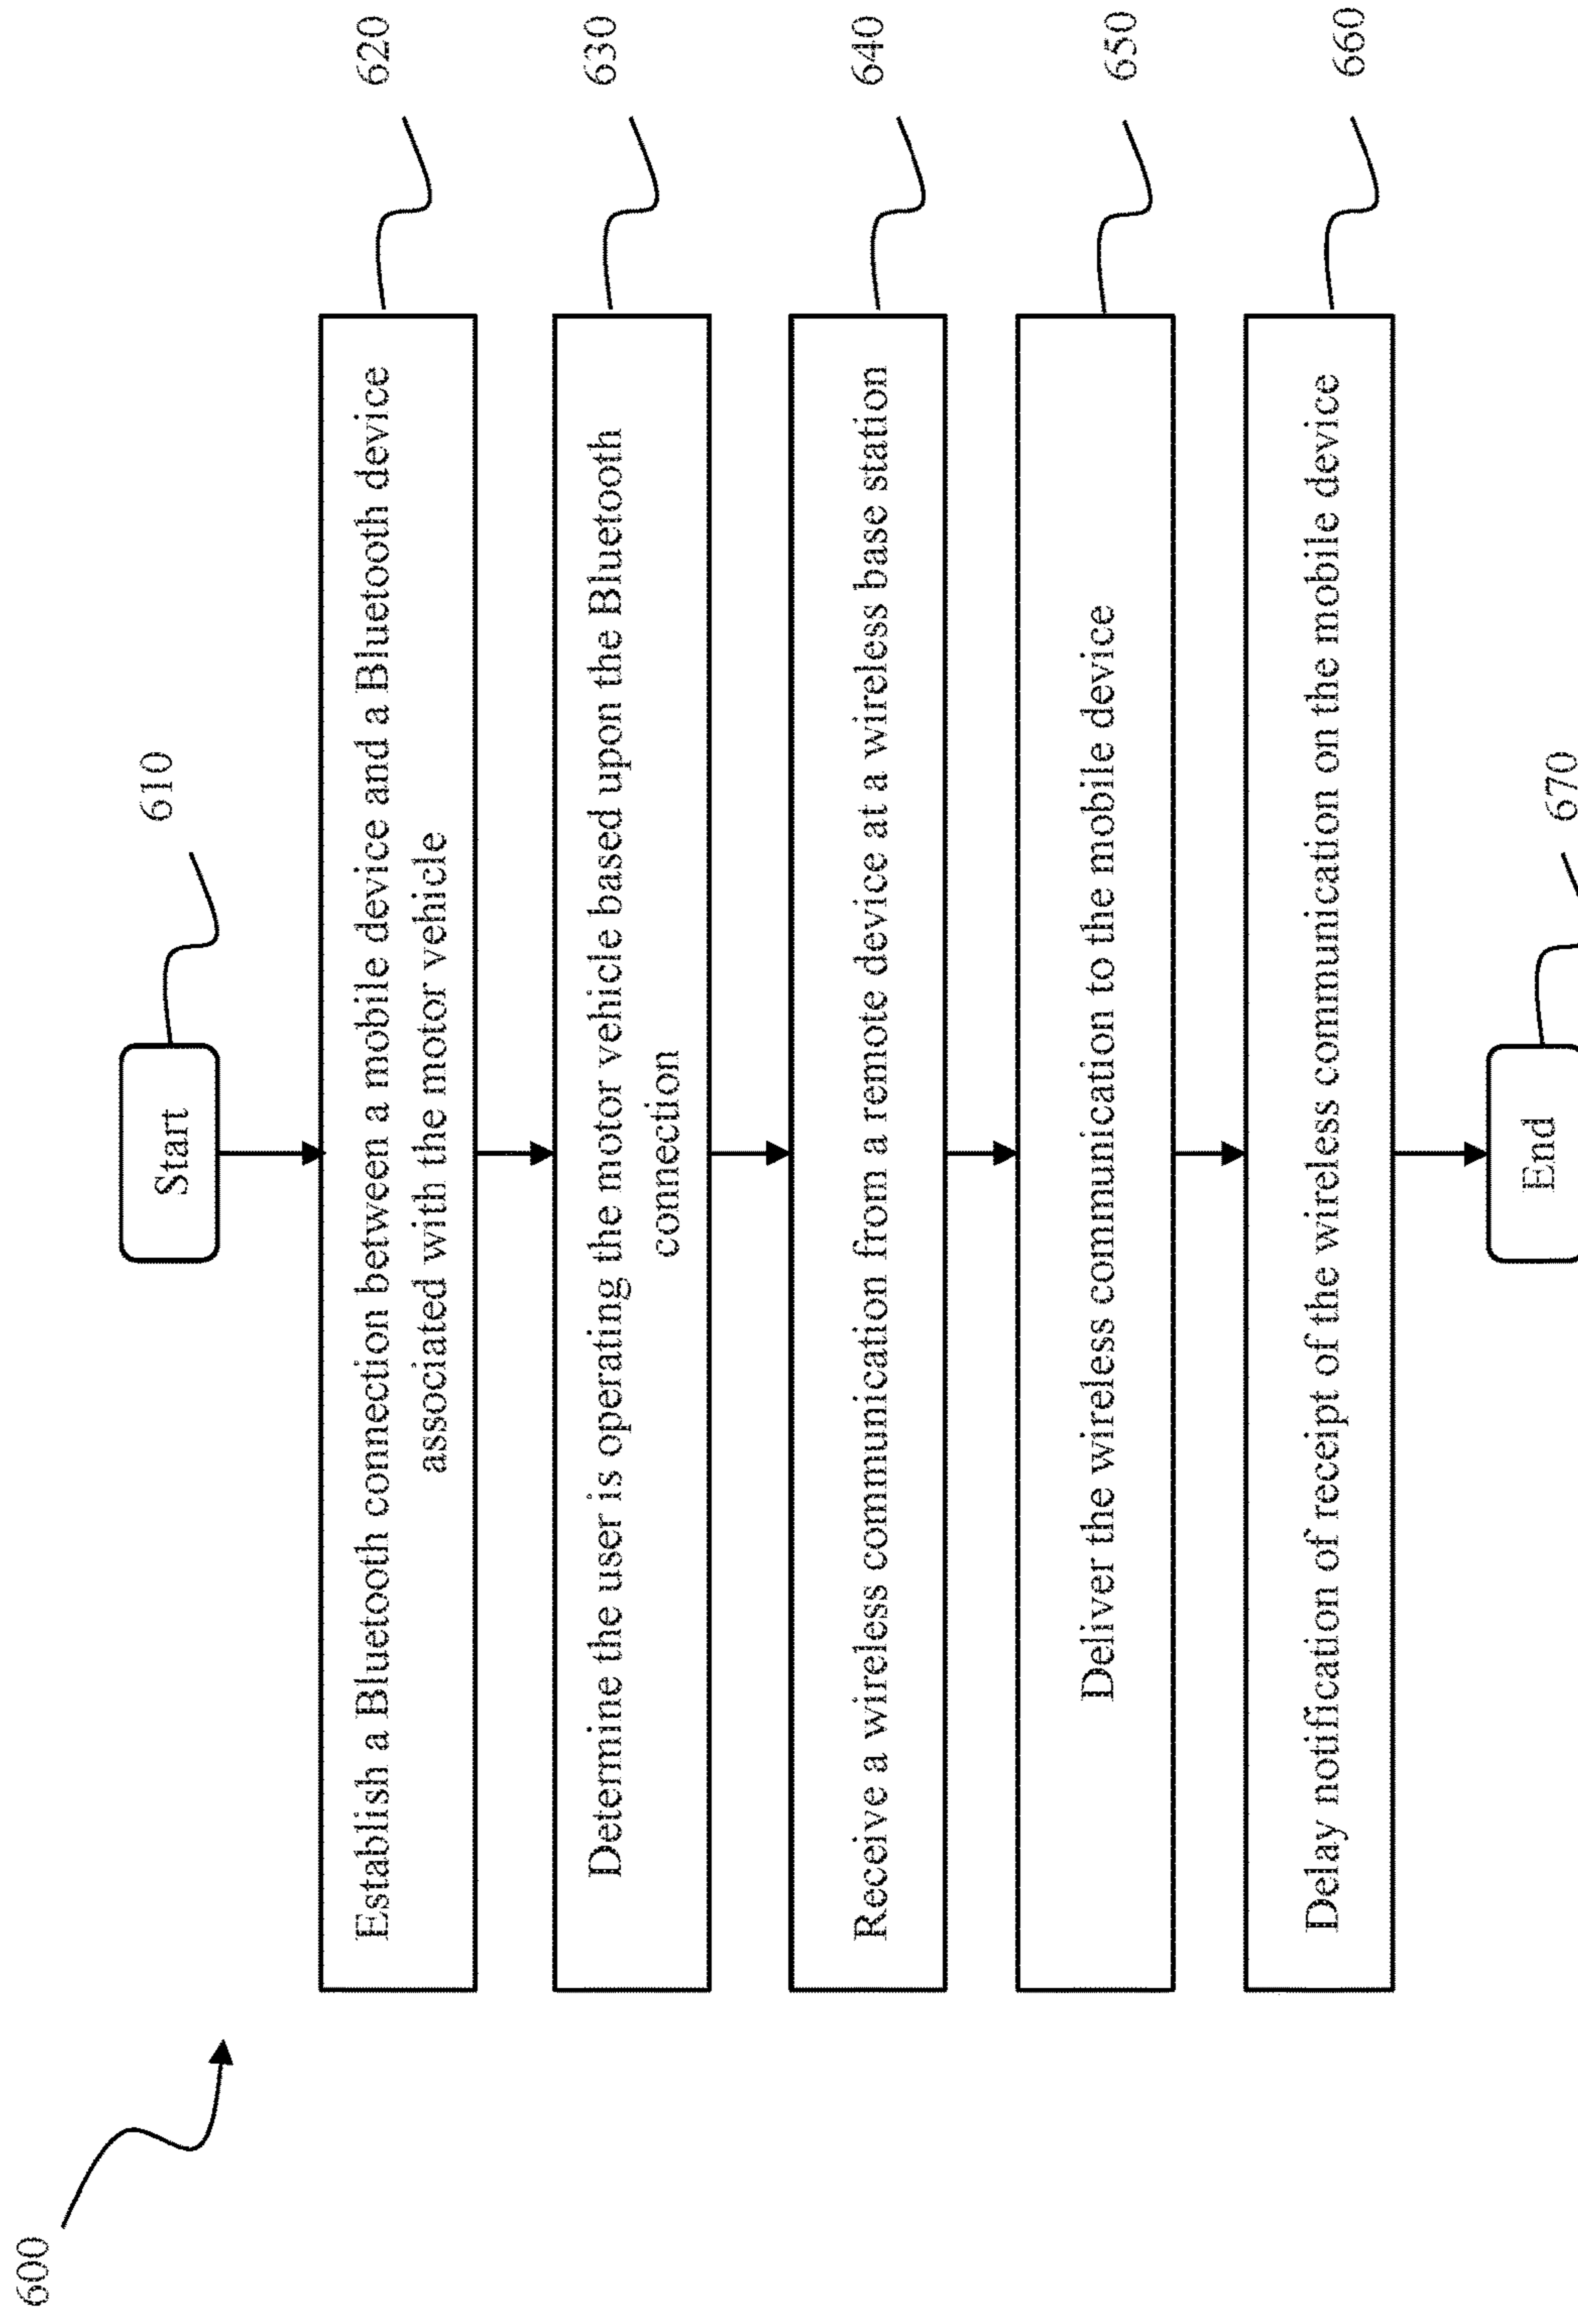 600
Start
610
Establish a Bluetooth connection between a mobile device and a Bluetooth device
associated with the motor vehicle
620
Determine the user is operating the motor vehicle based upon the Bluetooth
connection
630
Receive a wireless communication from a remote device at a wireless base station
640
Deliver the wireless communication to the mobile device
650
Delay notification of receipt of the wireless communication on the mobile device
660
End
670